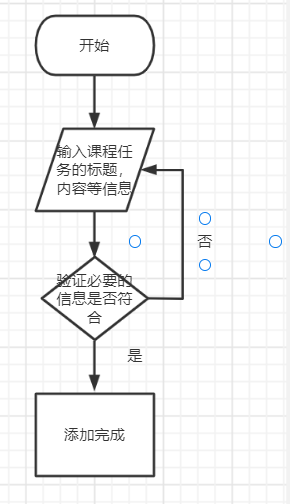 开始
输入课程任
务的标题，
内容等信息
否
验证必要的
信息是否符
合
是
添加完成